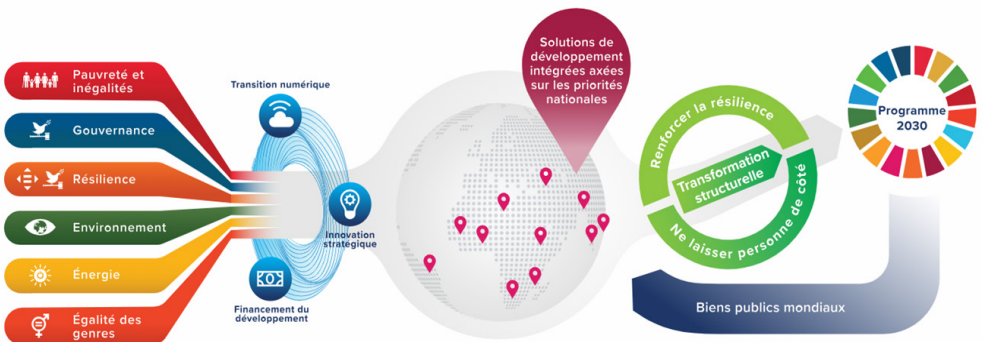 Pauvreté et
inégalités
Gouvernance
Résilience
Environnement
Énergie
Égalité des
genres
Transition numérique
Innovation
stratégique
Financement du
développement
Solutions de
développement
intégrées axées
sur les priorités
nationales
Renforcer la résilience
Transformation
structurelle
Ne laisser personne de côté
Programme
2030
Biens publics mondiaux